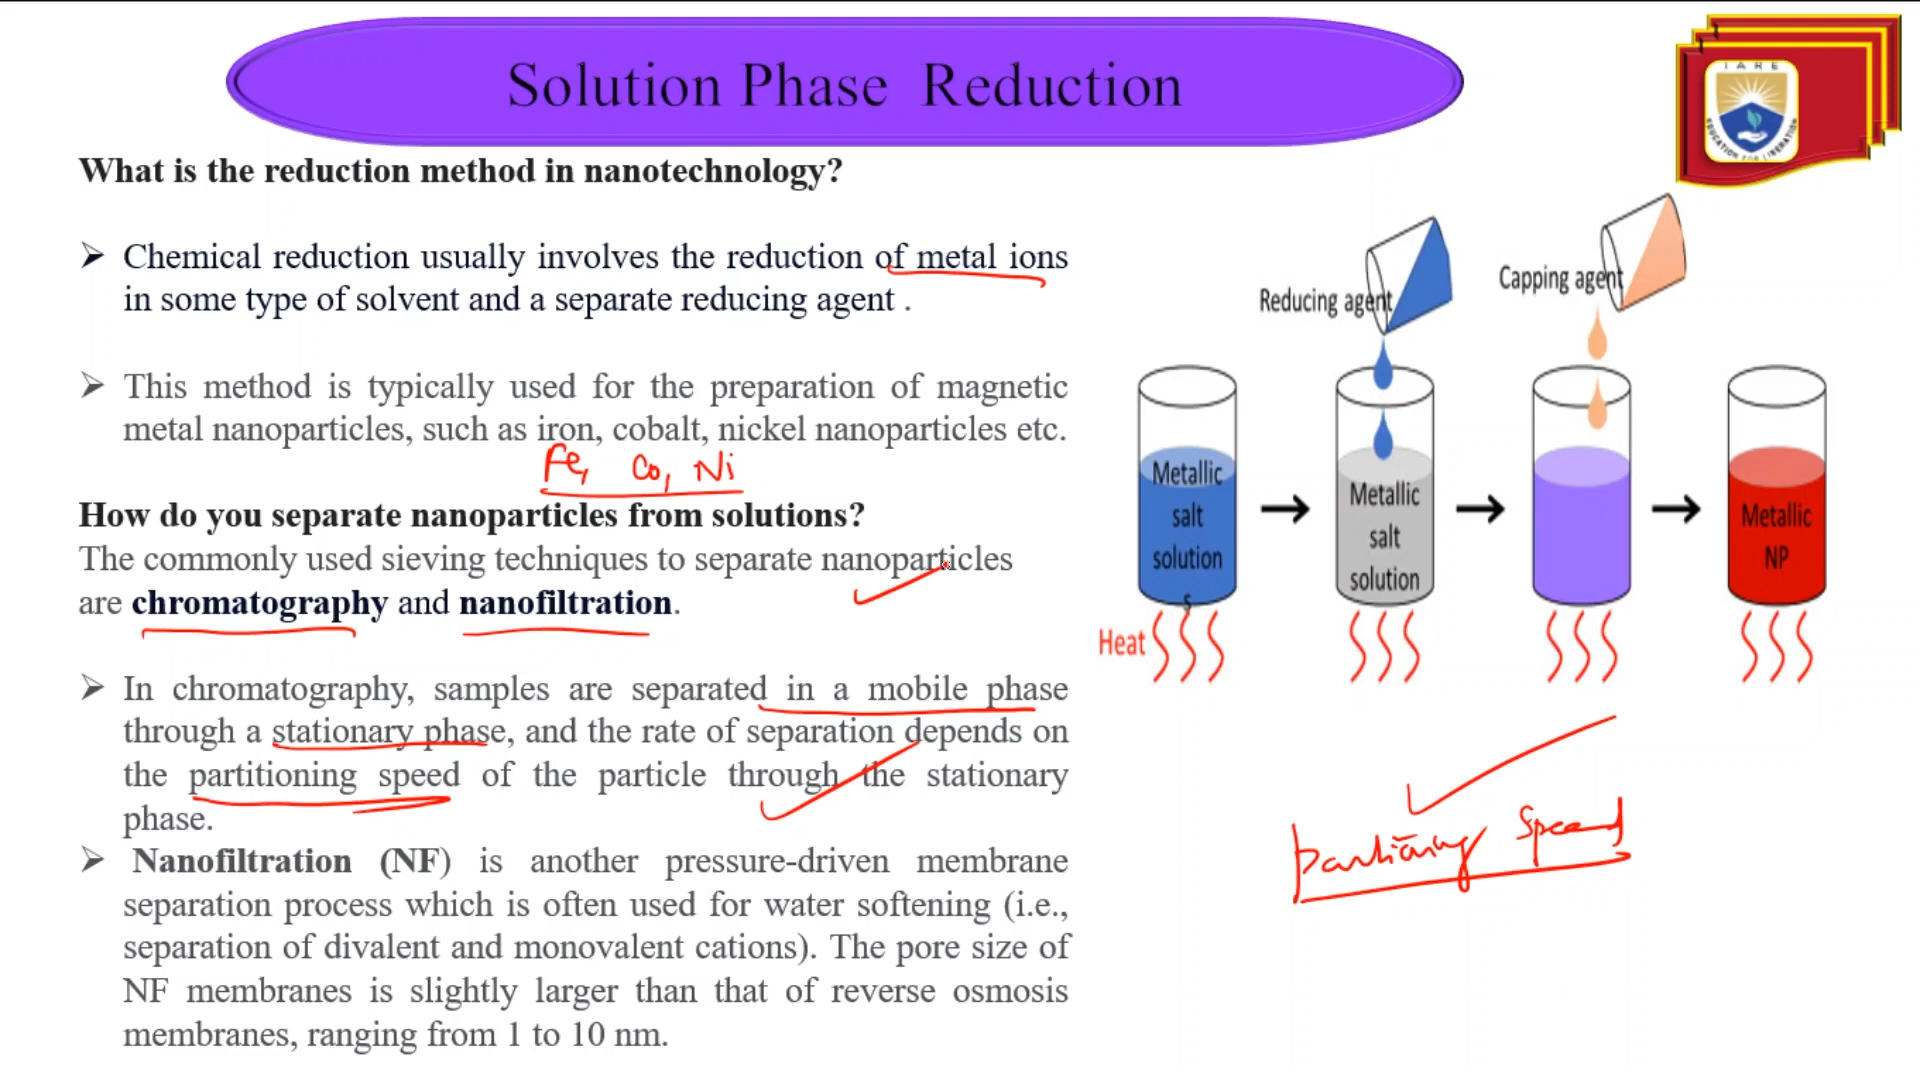 Solution Phase Reduction
IARE
EDUCATION FOR LIBERATION
What is the reduction method in nanotechnology?
➢ Chemical reduction usually involves the reduction of metal ions
in some type of solvent and a separate reducing agent .
➢ This method is typically used for the preparation of magnetic
metal nanoparticles, such as iron, cobalt, nickel nanoparticles etc.
Fe, Co, Ni
How do you separate nanoparticles from solutions?
The commonly used sieving techniques to separate nanoparticles
are chromatography and nanofiltration.
➢ In chromatography, samples are separated in a mobile phase
through a stationary phase, and the rate of separation depends on
the partitioning speed of the particle through the stationary
phase.
➢ Nanofiltration (NF) is another pressure-driven membrane
separation process which is often used for water softening (i.e.,
separation of divalent and monovalent cations). The pore size of
NF membranes is slightly larger than that of reverse osmosis
membranes, ranging from 1 to 10 nm.
Reducing agent
Capping agent
Metallic
salt
solution
s
Metallic
salt
solution
Metallic
NP
Heat
partitioning speed